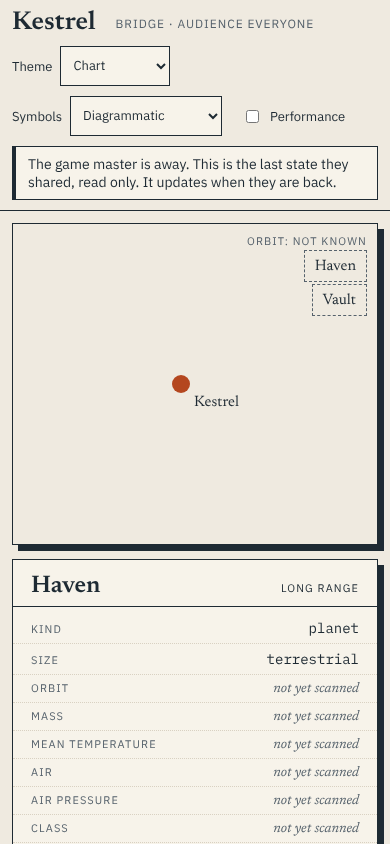 Kestrel BRIDGE · AUDIENCE EVERYONE
Theme Chart
Symbols Diagrammatic Performance
The game master is away. This is the last state they
shared, read only. It updates when they are back.
ORBIT: NOT KNOWN
Haven
Vault
Kestrel
Haven LONG RANGE
KIND planet
SIZE terrestrial
ORBIT not yet scanned
MASS not yet scanned
MEAN TEMPERATURE not yet scanned
AIR not yet scanned
AIR PRESSURE not yet scanned
CLASS not yet scanned